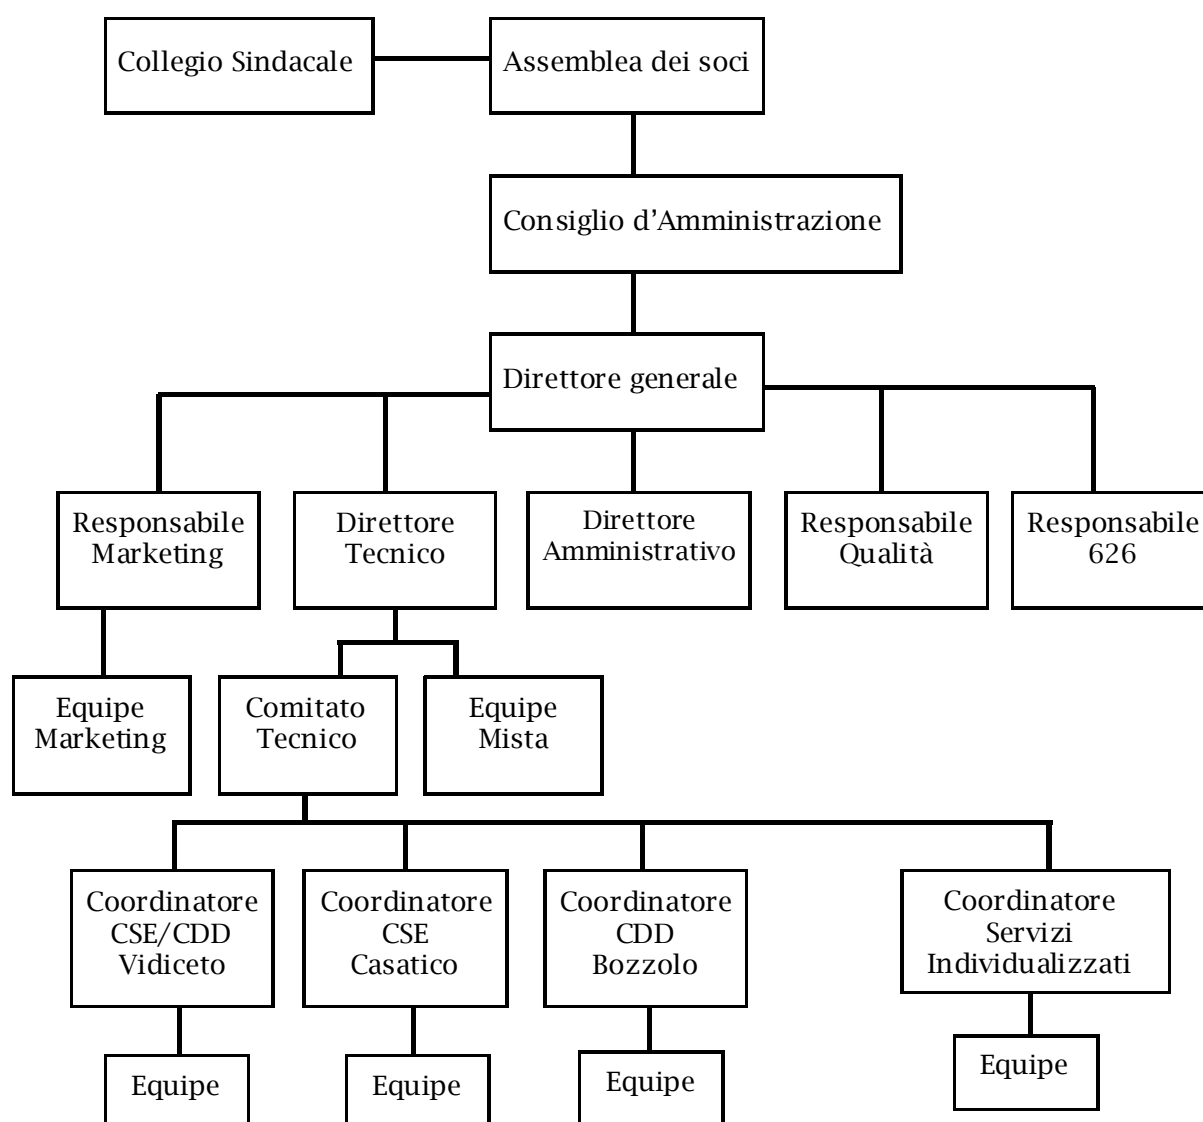 Collegio Sindacale
Assemblea dei soci
Consiglio d'Amministrazione
Direttore generale
Responsabile
Marketing
Direttore
Tecnico
Direttore
Amministrativo
Responsabile
Qualità
Responsabile
626
Equipe
Marketing
Comitato
Tecnico
Equipe
Mista
Coordinatore
CSE/CDD
Vidiceto
Coordinatore
CSE
Casatico
Coordinatore
CDD
Bozzolo
Coordinatore
Servizi
Individualizzati
Equipe
Equipe
Equipe
Equipe